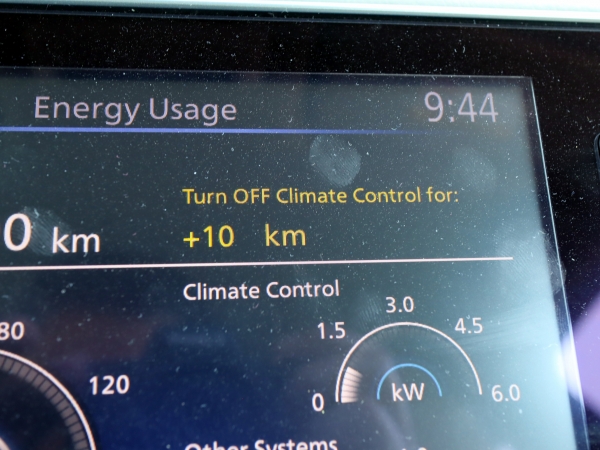 Energy Usage 9:44
Turn OFF Climate Control for:
0 km +10 km
Climate Control
80 120
1.5 3.0 4.5
0 kW 6.0
Other Systems